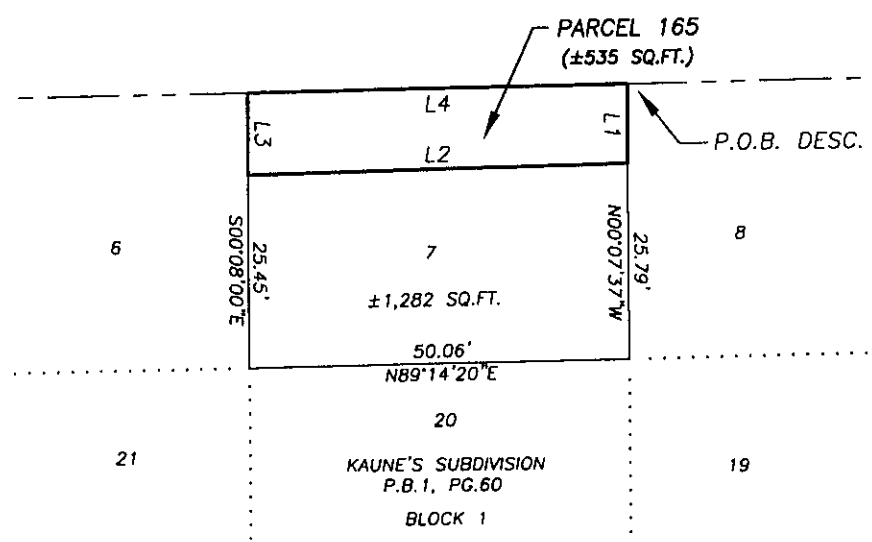 PARCEL 165
(±535 SQ.FT.)
L4
L3
L1
L2
P.O.B. DESC.
6
S00°08'00"E
25.45'
7
±1,282 SQ.FT.
N00°07'37"W
25.79'
8
50.06'
N89°14'20"E
20
21
KAUNE'S SUBDIVISION
19
P.B.1, PG.60
BLOCK 1